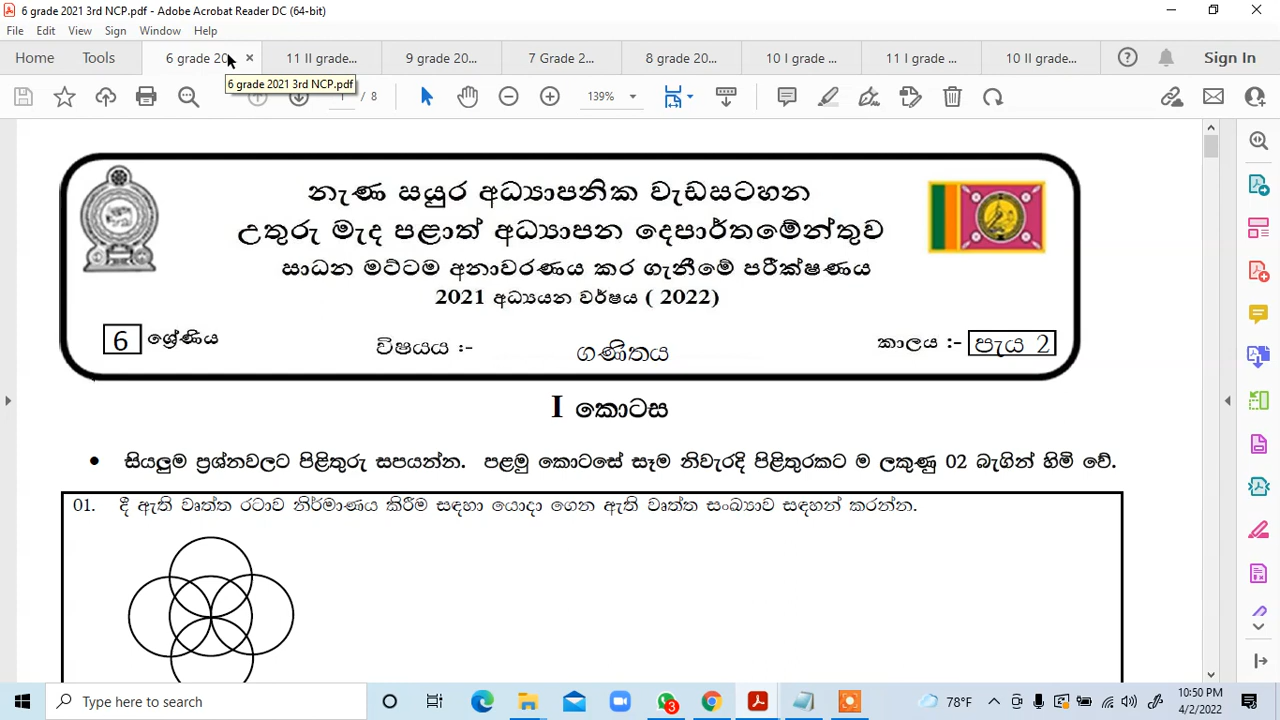 6 grade 2021 3rd NCP.pdf - Adobe Acrobat Reader DC (64-bit)
File Edit View Sign Window Help
Home Tools 6 grade 20... × 11 II grade... 9 grade 20... 7 Grade 2... 8 grade 20... 10 I grade ... 11 I grade ... 10 II grade... Sign In
6 grade 2021 3rd NCP.pdf
1 / 8 139%
නැණ සයුර අධ්‍යාපනික වැඩසටහන
උතුරු මැද පළාත් අධ්‍යාපන දෙපාර්තමේන්තුව
සාධන මට්ටම අනාවරණය කර ගැනීමේ පරීක්ෂණය
2021 අධ්‍යයන වර්ෂය ( 2022)
6 ශ්‍රේණිය විෂයය :- ගණිතය කාලය :- පැය 2
I කොටස
• සියලුම ප්‍රශ්නවලට පිළිතුරු සපයන්න. පළමු කොටසේ සෑම නිවැරදි පිළිතුරකට ම ලකුණු 02 බැගින් හිමි වේ.
01. දී ඇති වෘත්ත රටාව නිර්මාණය කිරීම සඳහා යොදා ගෙන ඇති වෘත්ත සංඛ්‍යාව සඳහන් කරන්න.
Type here to search
3
78°F
10:50 PM
4/2/2022